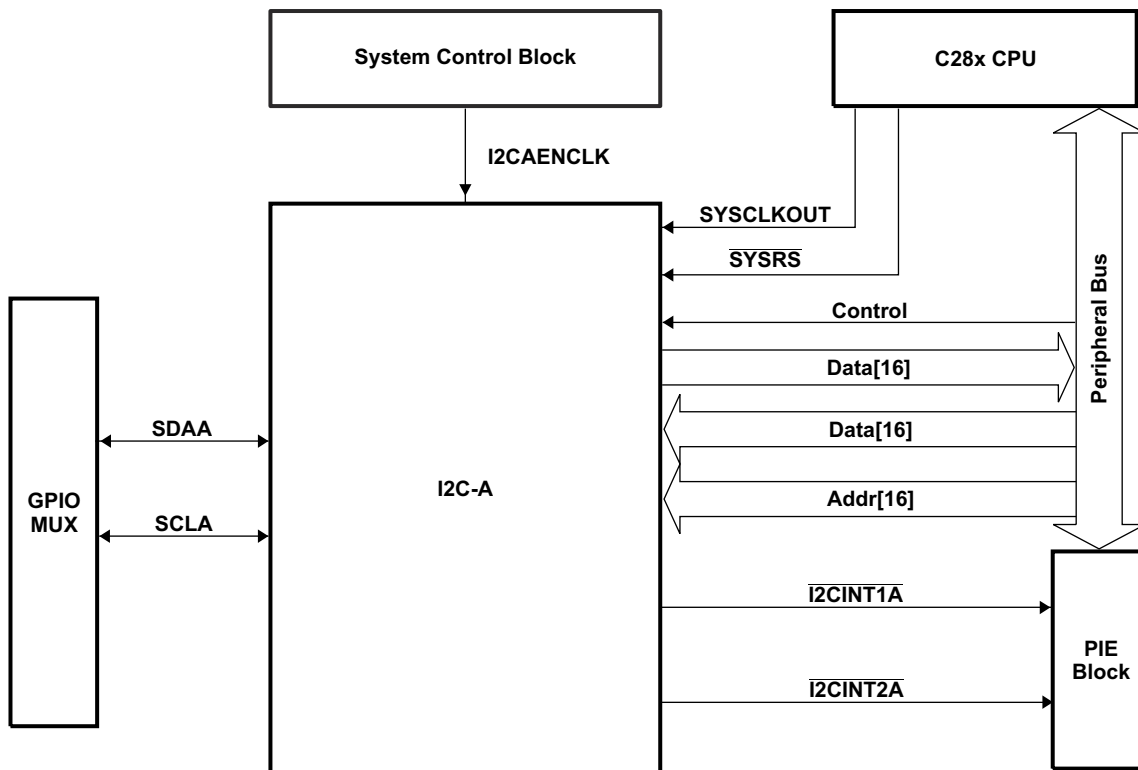 System Control Block
C28x CPU
I2CAENCLK
SYSCLKOUT
SYSRS
Control
Data[16]
Data[16]
Addr[16]
Peripheral Bus
SDAA
SCLA
GPIO
MUX
I2C-A
I2CINT1A
I2CINT2A
PIE
Block